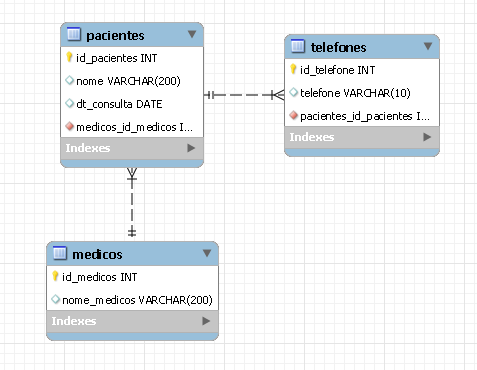 pacientes
id_pacientes INT
nome VARCHAR(200)
dt_consulta DATE
medicos_id_medicos I...
Indexes
telefones
id_telefone INT
telefone VARCHAR(10)
pacientes_id_pacientes I...
Indexes
medicos
id_medicos INT
nome_medicos VARCHAR(200)
Indexes